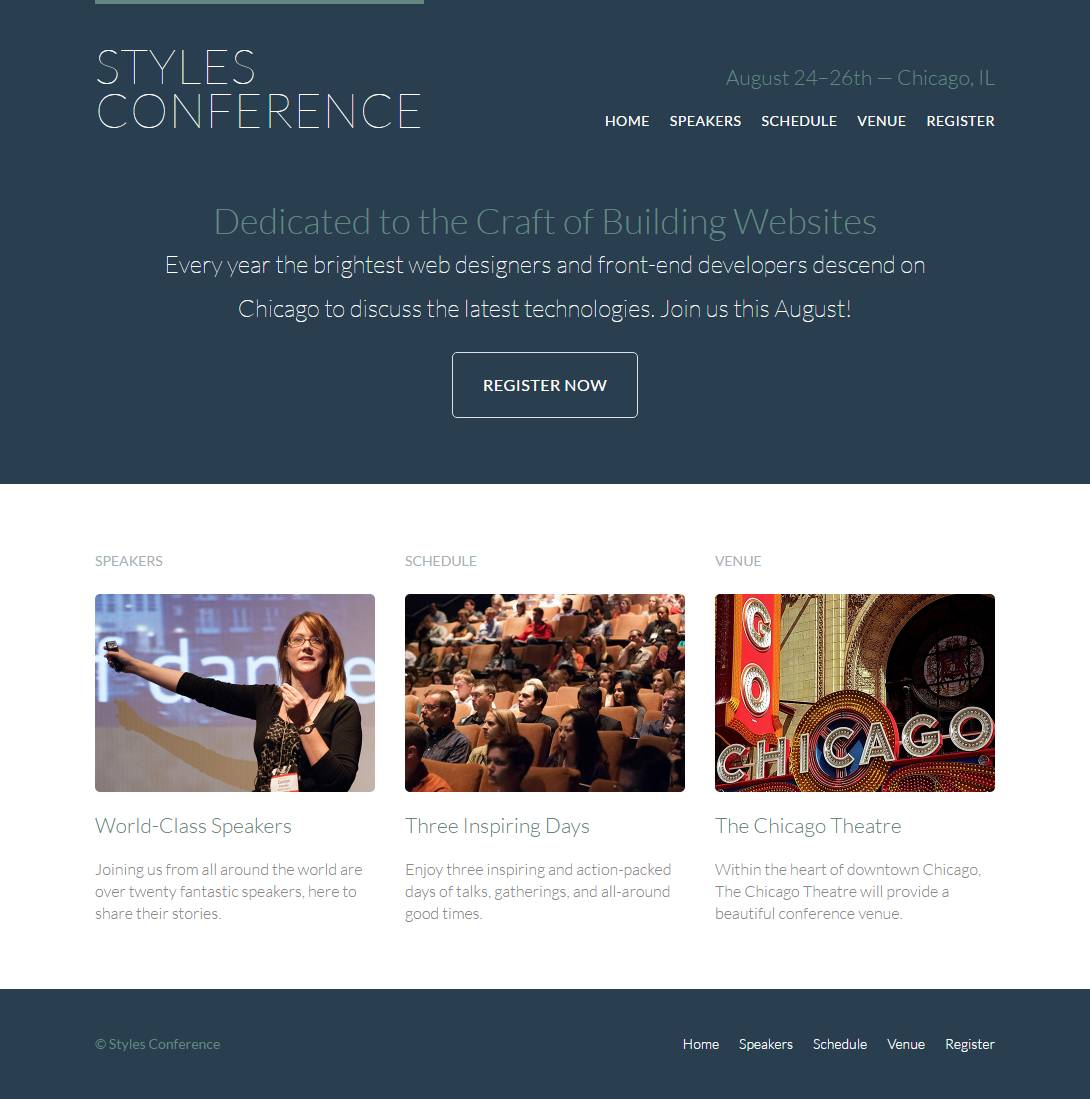 STYLES
CONFERENCE
August 24–26th — Chicago, IL
HOME SPEAKERS SCHEDULE VENUE REGISTER
Dedicated to the Craft of Building Websites
Every year the brightest web designers and front-end developers descend on
Chicago to discuss the latest technologies. Join us this August!
REGISTER NOW
SPEAKERS
SCHEDULE
VENUE
GO
CHICAGO
World-Class Speakers
Joining us from all around the world are
over twenty fantastic speakers, here to
share their stories.
Three Inspiring Days
Enjoy three inspiring and action-packed
days of talks, gatherings, and all-around
good times.
The Chicago Theatre
Within the heart of downtown Chicago,
The Chicago Theatre will provide a
beautiful conference venue.
© Styles Conference
Home Speakers Schedule Venue Register